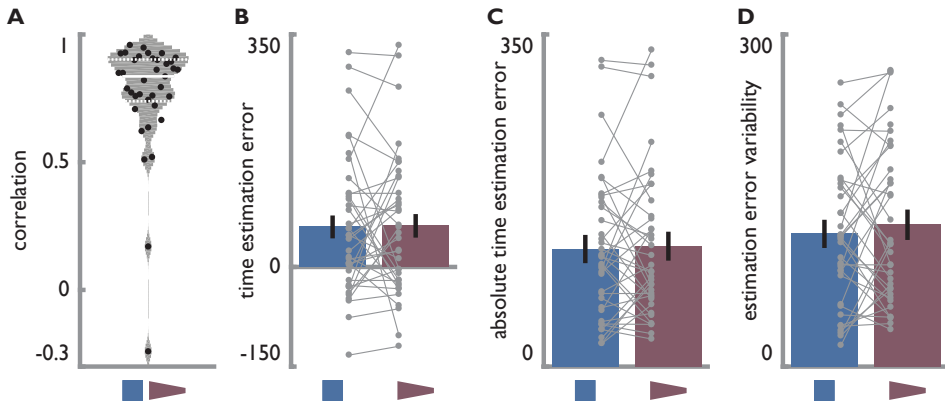 A
correlation
1
0.5
0
-0.3
B
time estimation error
350
0
-150
C
absolute time estimation error
350
0
D
estimation error variability
300
0